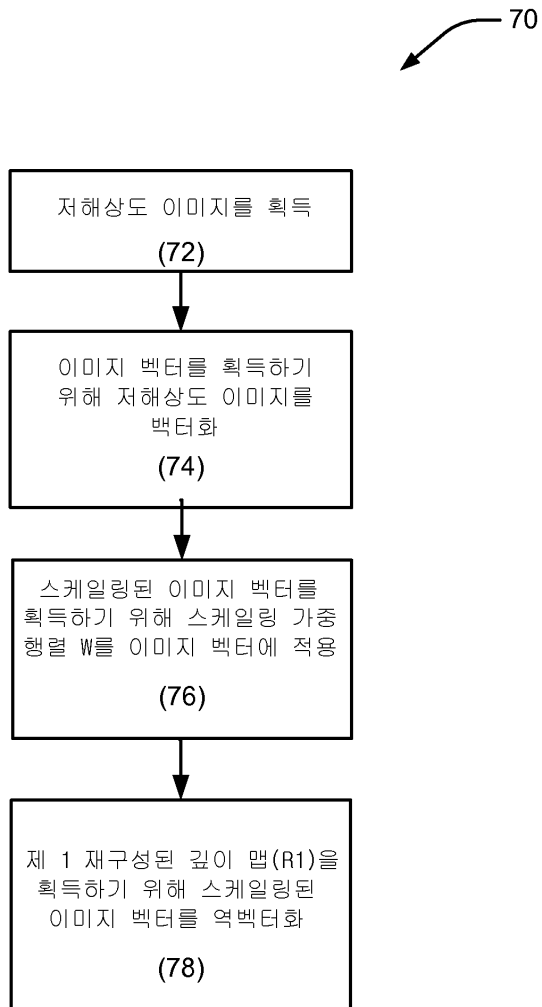 70
저해상도 이미지를 획득
(72)
이미지 벡터를 획득하기
위해 저해상도 이미지를
백터화
(74)
스케일링된 이미지 벡터를
획득하기 위해 스케일링 가중
행렬 W를 이미지 벡터에 적용
(76)
제 1 재구성된 깊이 맵(R1)을
획득하기 위해 스케일링된
이미지 벡터를 역벡터화
(78)